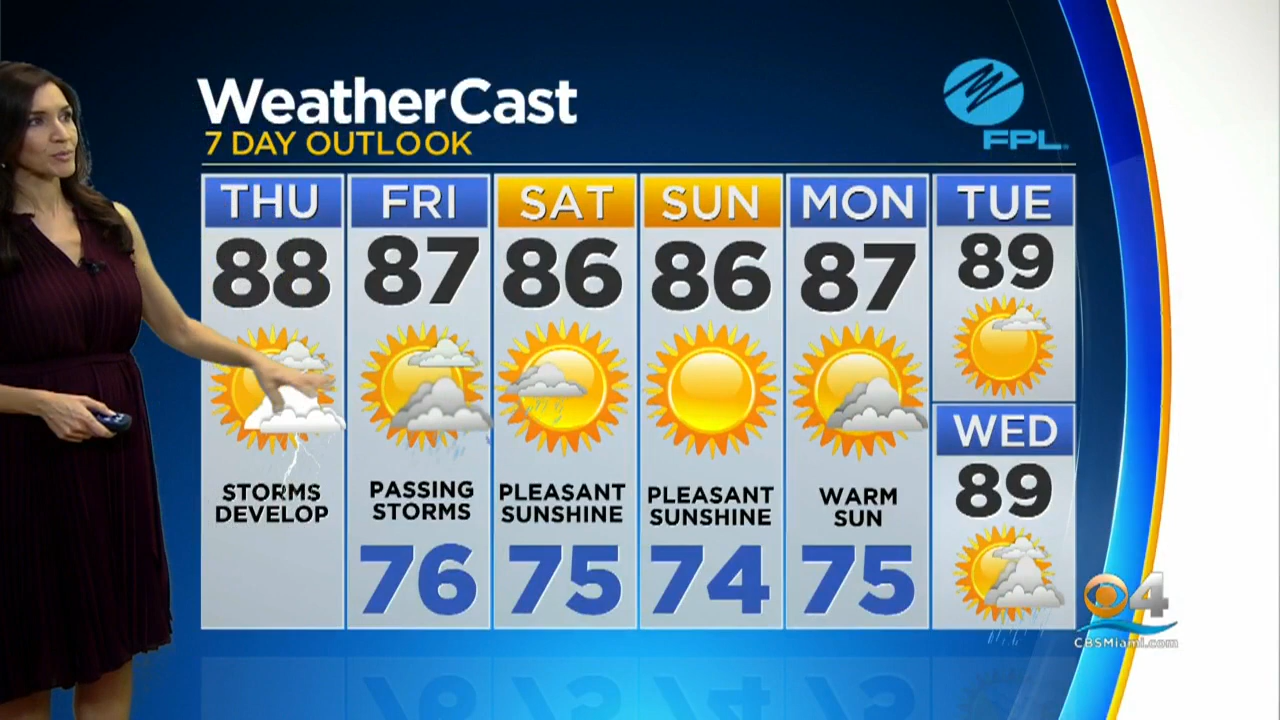 WeatherCast
7 DAY OUTLOOK
FPL
THU
88
STORMS
DEVELOP
FRI
87
PASSING
STORMS
76
SAT
86
PLEASANT
SUNSHINE
75
SUN
86
PLEASANT
SUNSHINE
74
MON
87
WARM
SUN
75
TUE
89
WED
89
4
CBSMiami.com